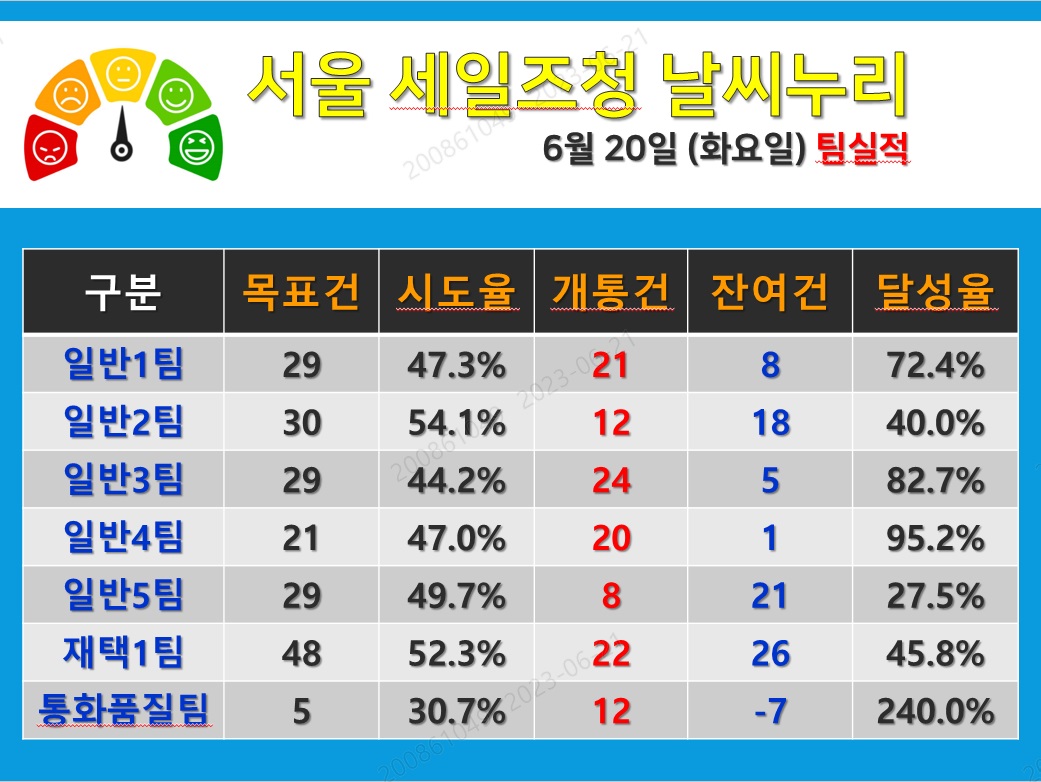 서울 세일즈청 날씨누리
6월 20일 (화요일) 팀실적
구분 목표건 시도율 개통건 잔여건 달성율
일반1팀 29 47.3% 21 8 72.4%
일반2팀 30 54.1% 12 18 40.0%
일반3팀 29 44.2% 24 5 82.7%
일반4팀 21 47.0% 20 1 95.2%
일반5팀 29 49.7% 8 21 27.5%
재택1팀 48 52.3% 22 26 45.8%
통화품질팀 5 30.7% 12 -7 240.0%